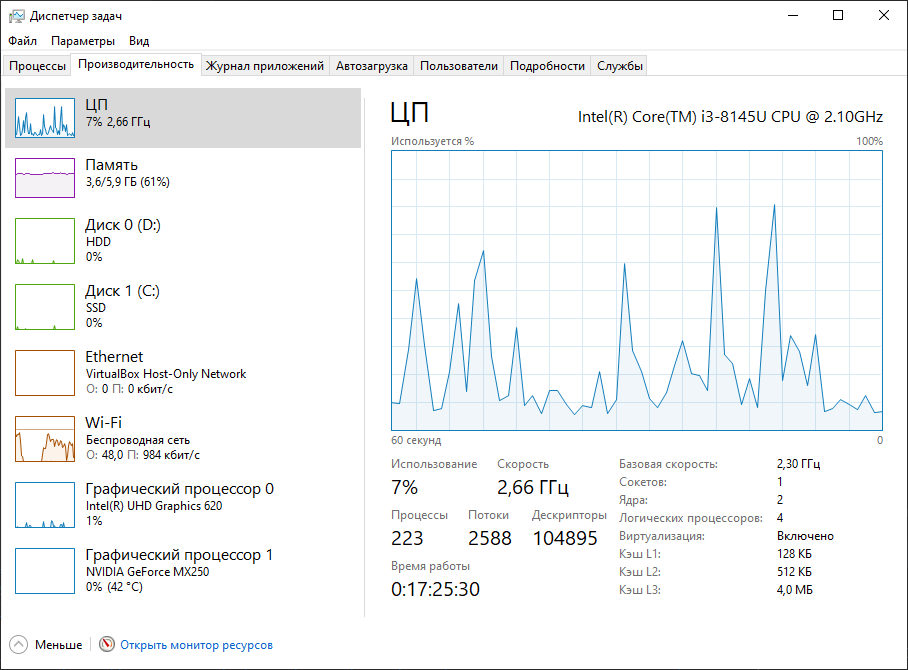 Диспетчер задач
Файл Параметры Вид
Процессы Производительность Журнал приложений Автозагрузка Пользователи Подробности Службы
ЦП
7% 2,66 ГГц
Память
3,6/5,9 ГБ (61%)
Диск 0 (D:)
HDD
0%
Диск 1 (C:)
SSD
0%
Ethernet
VirtualBox Host-Only Network
О: 0 П: 0 кбит/с
Wi-Fi
Беспроводная сеть
О: 48,0 П: 984 кбит/с
Графический процессор 0
Intel(R) UHD Graphics 620
1%
Графический процессор 1
NVIDIA GeForce MX250
0% (42 °C)
ЦП
Intel(R) Core(TM) i3-8145U CPU @ 2.10GHz
Используется % 100%
60 секунд 0
Использование Скорость
7% 2,66 ГГц
Процессы Потоки Дескрипторы
223 2588 104895
Время работы
0:17:25:30
Базовая скорость: 2,30 ГГц
Сокетов: 1
Ядра: 2
Логических процессоров: 4
Виртуализация: Включено
Кэш L1: 128 КБ
Кэш L2: 512 КБ
Кэш L3: 4,0 МБ
Меньше Открыть монитор ресурсов